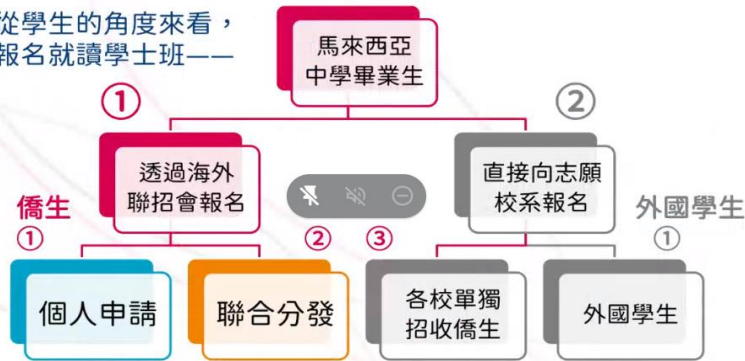 從學生的角度來看，
報名就讀學士班——
馬來西亞
中學畢業生
①
②
透過海外
聯招會報名
直接向志願
校系報名
僑生
外國學生
①
②
③
①
個人申請
聯合分發
各校單獨
招收僑生
外國學生